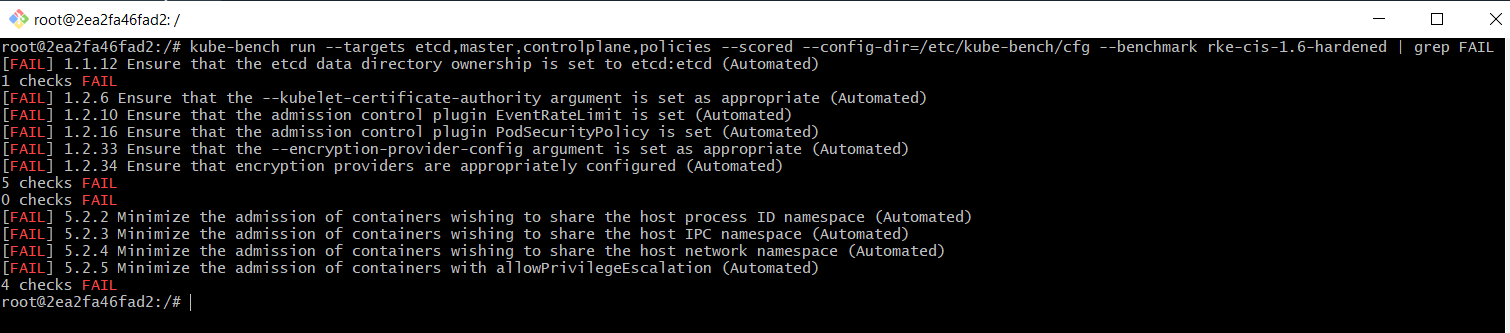 root@2ea2fa46fad2: /
root@2ea2fa46fad2:/# kube-bench run --targets etcd,master,controlplane,policies --scored --config-dir=/etc/kube-bench/cfg --benchmark rke-cis-1.6-hardened | grep FAIL
[FAIL] 1.1.12 Ensure that the etcd data directory ownership is set to etcd:etcd (Automated)
1 checks FAIL
[FAIL] 1.2.6 Ensure that the --kubelet-certificate-authority argument is set as appropriate (Automated)
[FAIL] 1.2.10 Ensure that the admission control plugin EventRateLimit is set (Automated)
[FAIL] 1.2.16 Ensure that the admission control plugin PodSecurityPolicy is set (Automated)
[FAIL] 1.2.33 Ensure that the --encryption-provider-config argument is set as appropriate (Automated)
[FAIL] 1.2.34 Ensure that encryption providers are appropriately configured (Automated)
5 checks FAIL
0 checks FAIL
[FAIL] 5.2.2 Minimize the admission of containers wishing to share the host process ID namespace (Automated)
[FAIL] 5.2.3 Minimize the admission of containers wishing to share the host IPC namespace (Automated)
[FAIL] 5.2.4 Minimize the admission of containers wishing to share the host network namespace (Automated)
[FAIL] 5.2.5 Minimize the admission of containers with allowPrivilegeEscalation (Automated)
4 checks FAIL
root@2ea2fa46fad2:/#